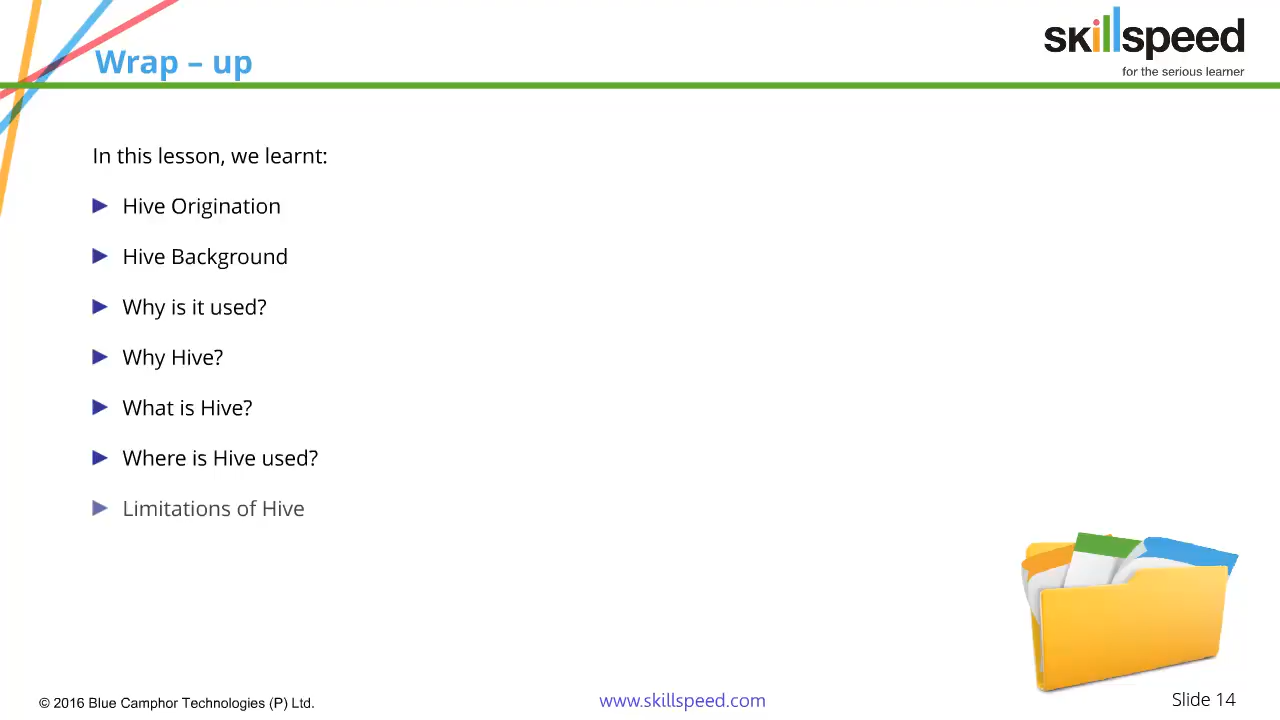 Wrap – up
skillspeed
for the serious learner
In this lesson, we learnt:
Hive Origination
Hive Background
Why is it used?
Why Hive?
What is Hive?
Where is Hive used?
Limitations of Hive
© 2016 Blue Camphor Technologies (P) Ltd.
www.skillspeed.com
Slide 14